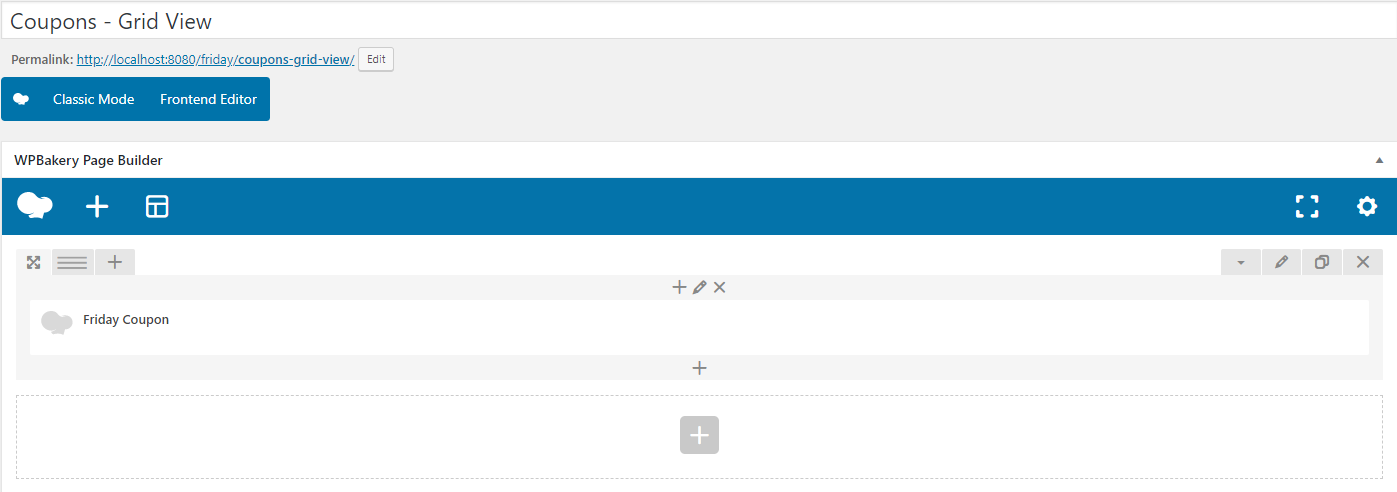 Coupons - Grid View
Permalink: http://localhost:8080/friday/coupons-grid-view/ Edit
Classic Mode Frontend Editor
WPBakery Page Builder
Friday Coupon